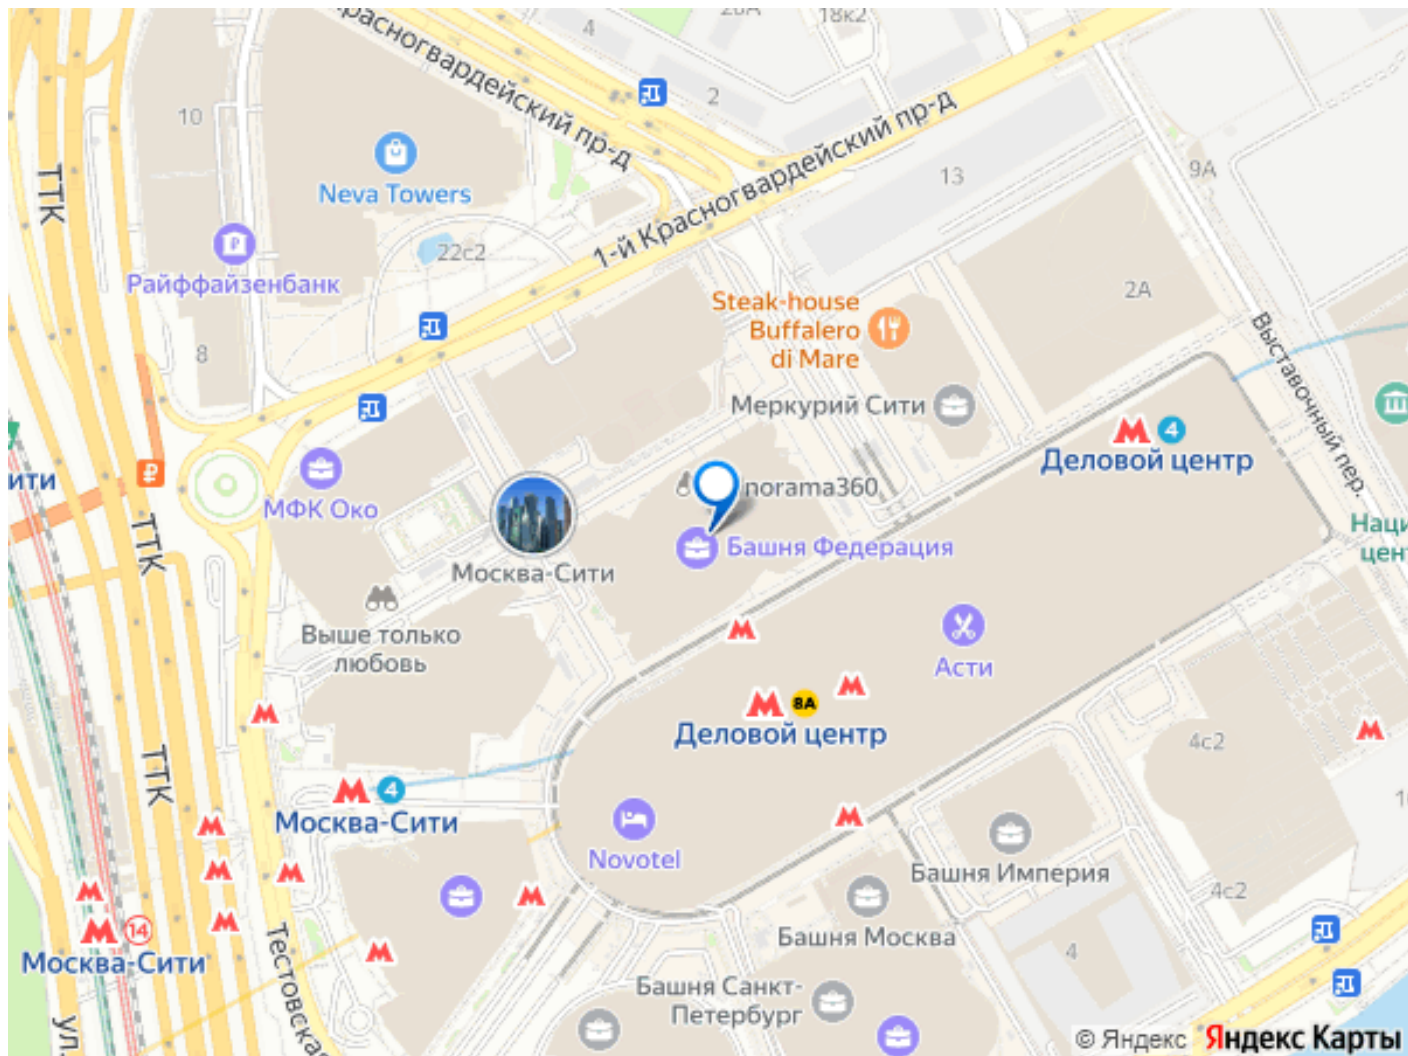 28А
18к2
4
2
Красногвардейский пр-д
1-й Красногвардейский пр-д
10
Neva Towers
ТТК
13
9А
22с2
Райффайзенбанк
2А
Steak-house
Buffalero
di Mare
8
Выставочный пер.
Меркурий Сити
4
Деловой центр
сити
МФК Око
norama360
Башня Федерация
Москва-Сити
ТТК
Наци
цент
Выше только
любовь
Асти
8А
Деловой центр
4с2
ТТК
4
Москва-Сити
Novotel
Башня Империя
4с2
14
Москва-Сити
Тестовская
Башня Москва
4
Башня Санкт-
Петербург
ул.
© Яндекс Яндекс Карты